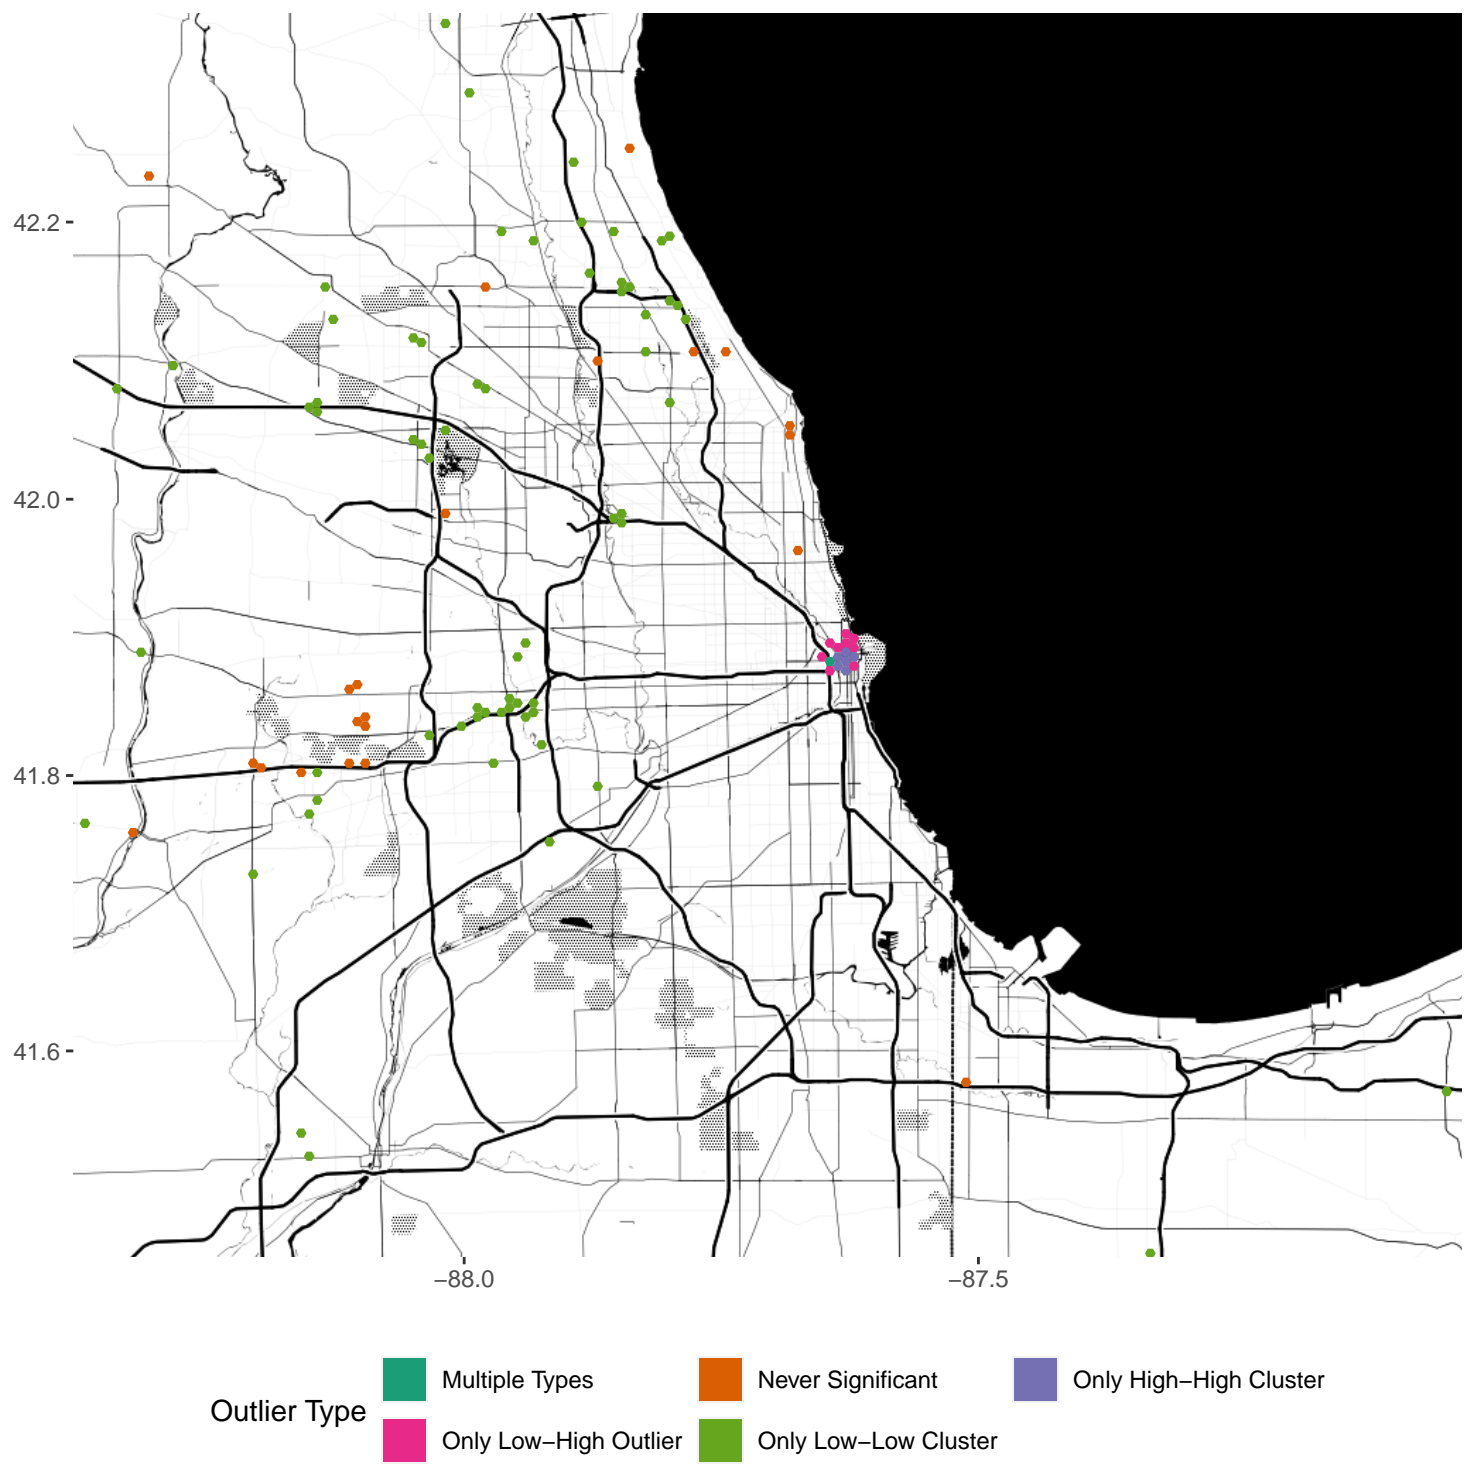 42.2
42.0
41.8
41.6
−88.0
−87.5
Outlier Type
Multiple Types
Never Significant
Only High−High Cluster
Only Low−High Outlier
Only Low−Low Cluster